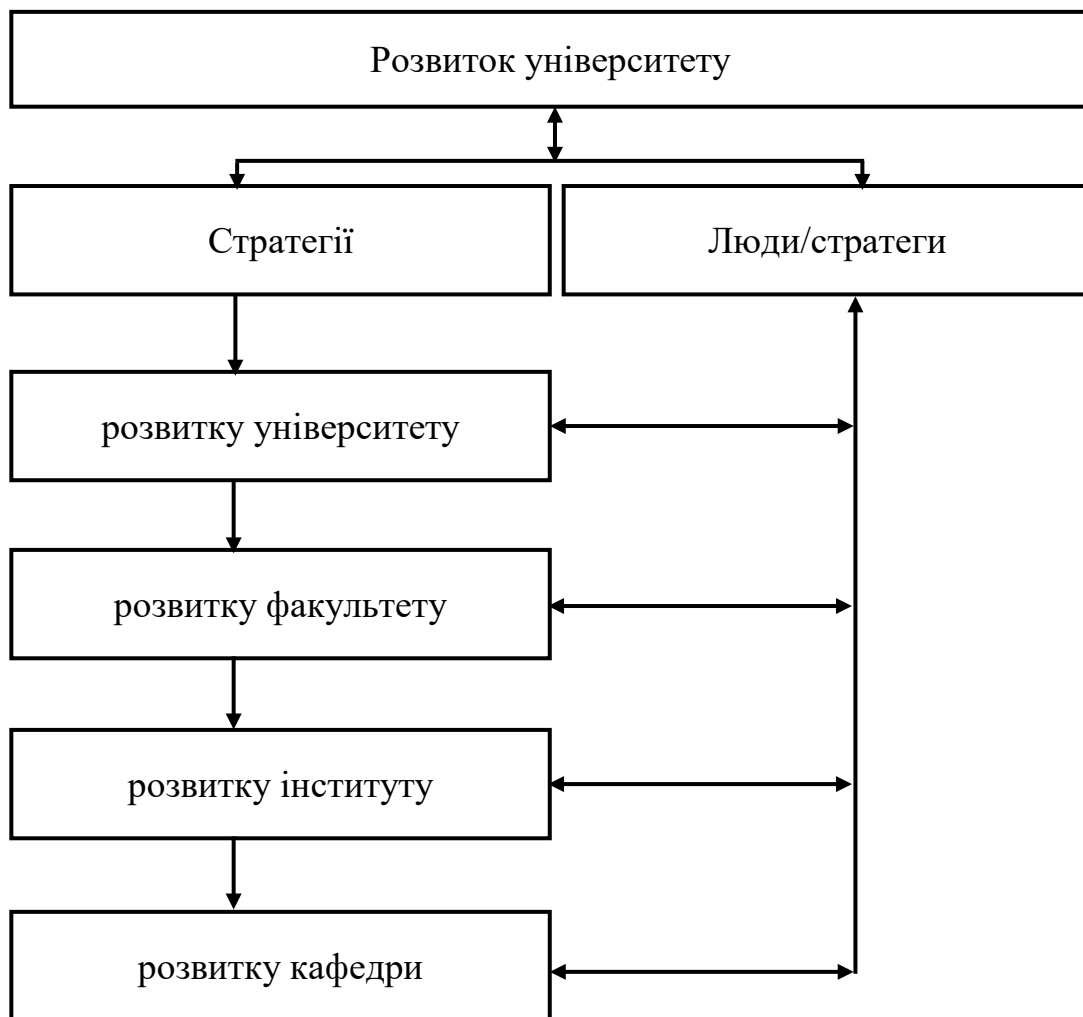 Розвиток університету
Стратегії
Люди/стратеги
розвитку університету
розвитку факультету
розвитку інституту
розвитку кафедри